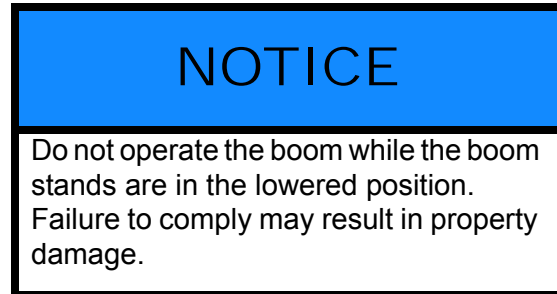 NOTICE
Do not operate the boom while the boom
stands are in the lowered position.
Failure to comply may result in property
damage.